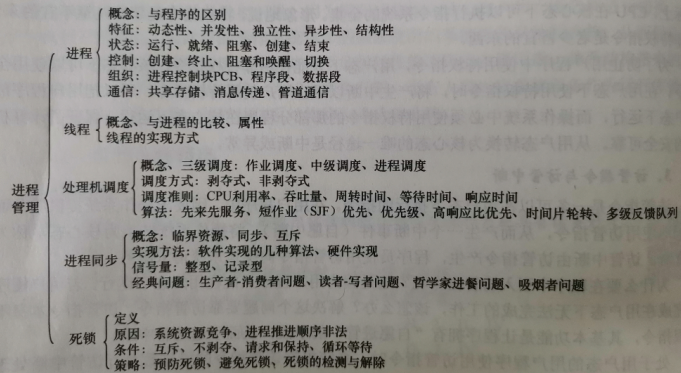 概念：与程序的区别
特征：动态性、并发性、独立性、异步性、结构性
进程
状态：运行、就绪、阻塞、创建、结束
控制：创建、终止、阻塞和唤醒、切换
组织：进程控制块PCB、程序段、数据段
通信：共享存储、消息传递、管道通信
线程
概念、与进程的比较、属性
线程的实现方式
进程
管理
处理机调度
概念、三级调度：作业调度、中级调度、进程调度
调度方式：剥夺式、非剥夺式
调度准则：CPU利用率、吞吐量、周转时间、等待时间、响应时间
算法：先来先服务、短作业（SJF）优先、优先级、高响应比优先、时间片轮转、多级反馈队列
进程同步
概念：临界资源、同步、互斥
实现方法：软件实现的几种算法、硬件实现
信号量：整型、记录型
经典问题：生产者-消费者问题、读者-写者问题、哲学家进餐问题、吸烟者问题
死锁
定义
原因：系统资源竞争、进程推进顺序非法
条件：互斥、不剥夺、请求和保持、循环等待
策略：预防死锁、避免死锁、死锁的检测与解除